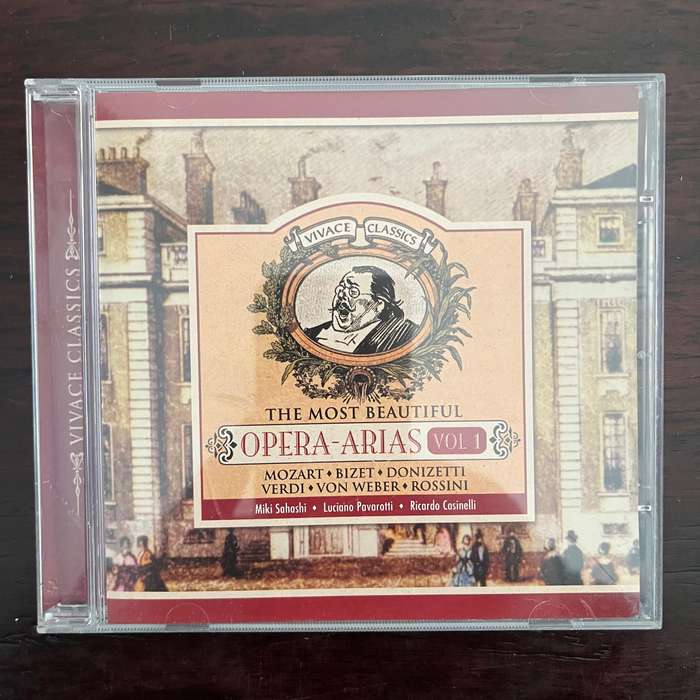 VIVACE CLASSICS
VIVACE CLASSICS
THE MOST BEAUTIFUL
OPERA-ARIAS VOL 1
MOZART ♦ BIZET ♦ DONIZETTI
VERDI ♦ VON WEBER ♦ ROSSINI
Miki Sahashi ♦ Luciano Pavarotti ♦ Ricardo Casinelli